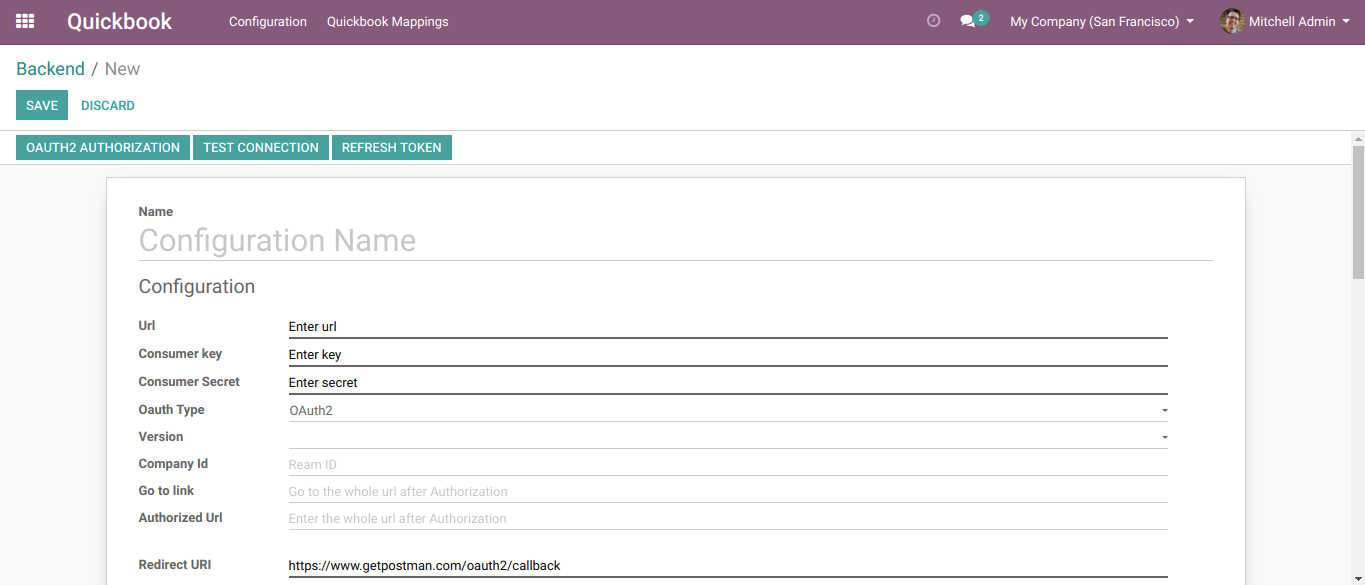 Quickbook Configuration Quickbook Mappings 2 My Company (San Francisco) Mitchell Admin
Backend / New
SAVE DISCARD
OAUTH2 AUTHORIZATION TEST CONNECTION REFRESH TOKEN
Name
Configuration Name
Configuration
Url Enter url
Consumer key Enter key
Consumer Secret Enter secret
Oauth Type OAuth2
Version
Company Id Ream ID
Go to link Go to the whole url after Authorization
Authorized Url Enter the whole url after Authorization
Redirect URI https://www.getpostman.com/oauth2/callback